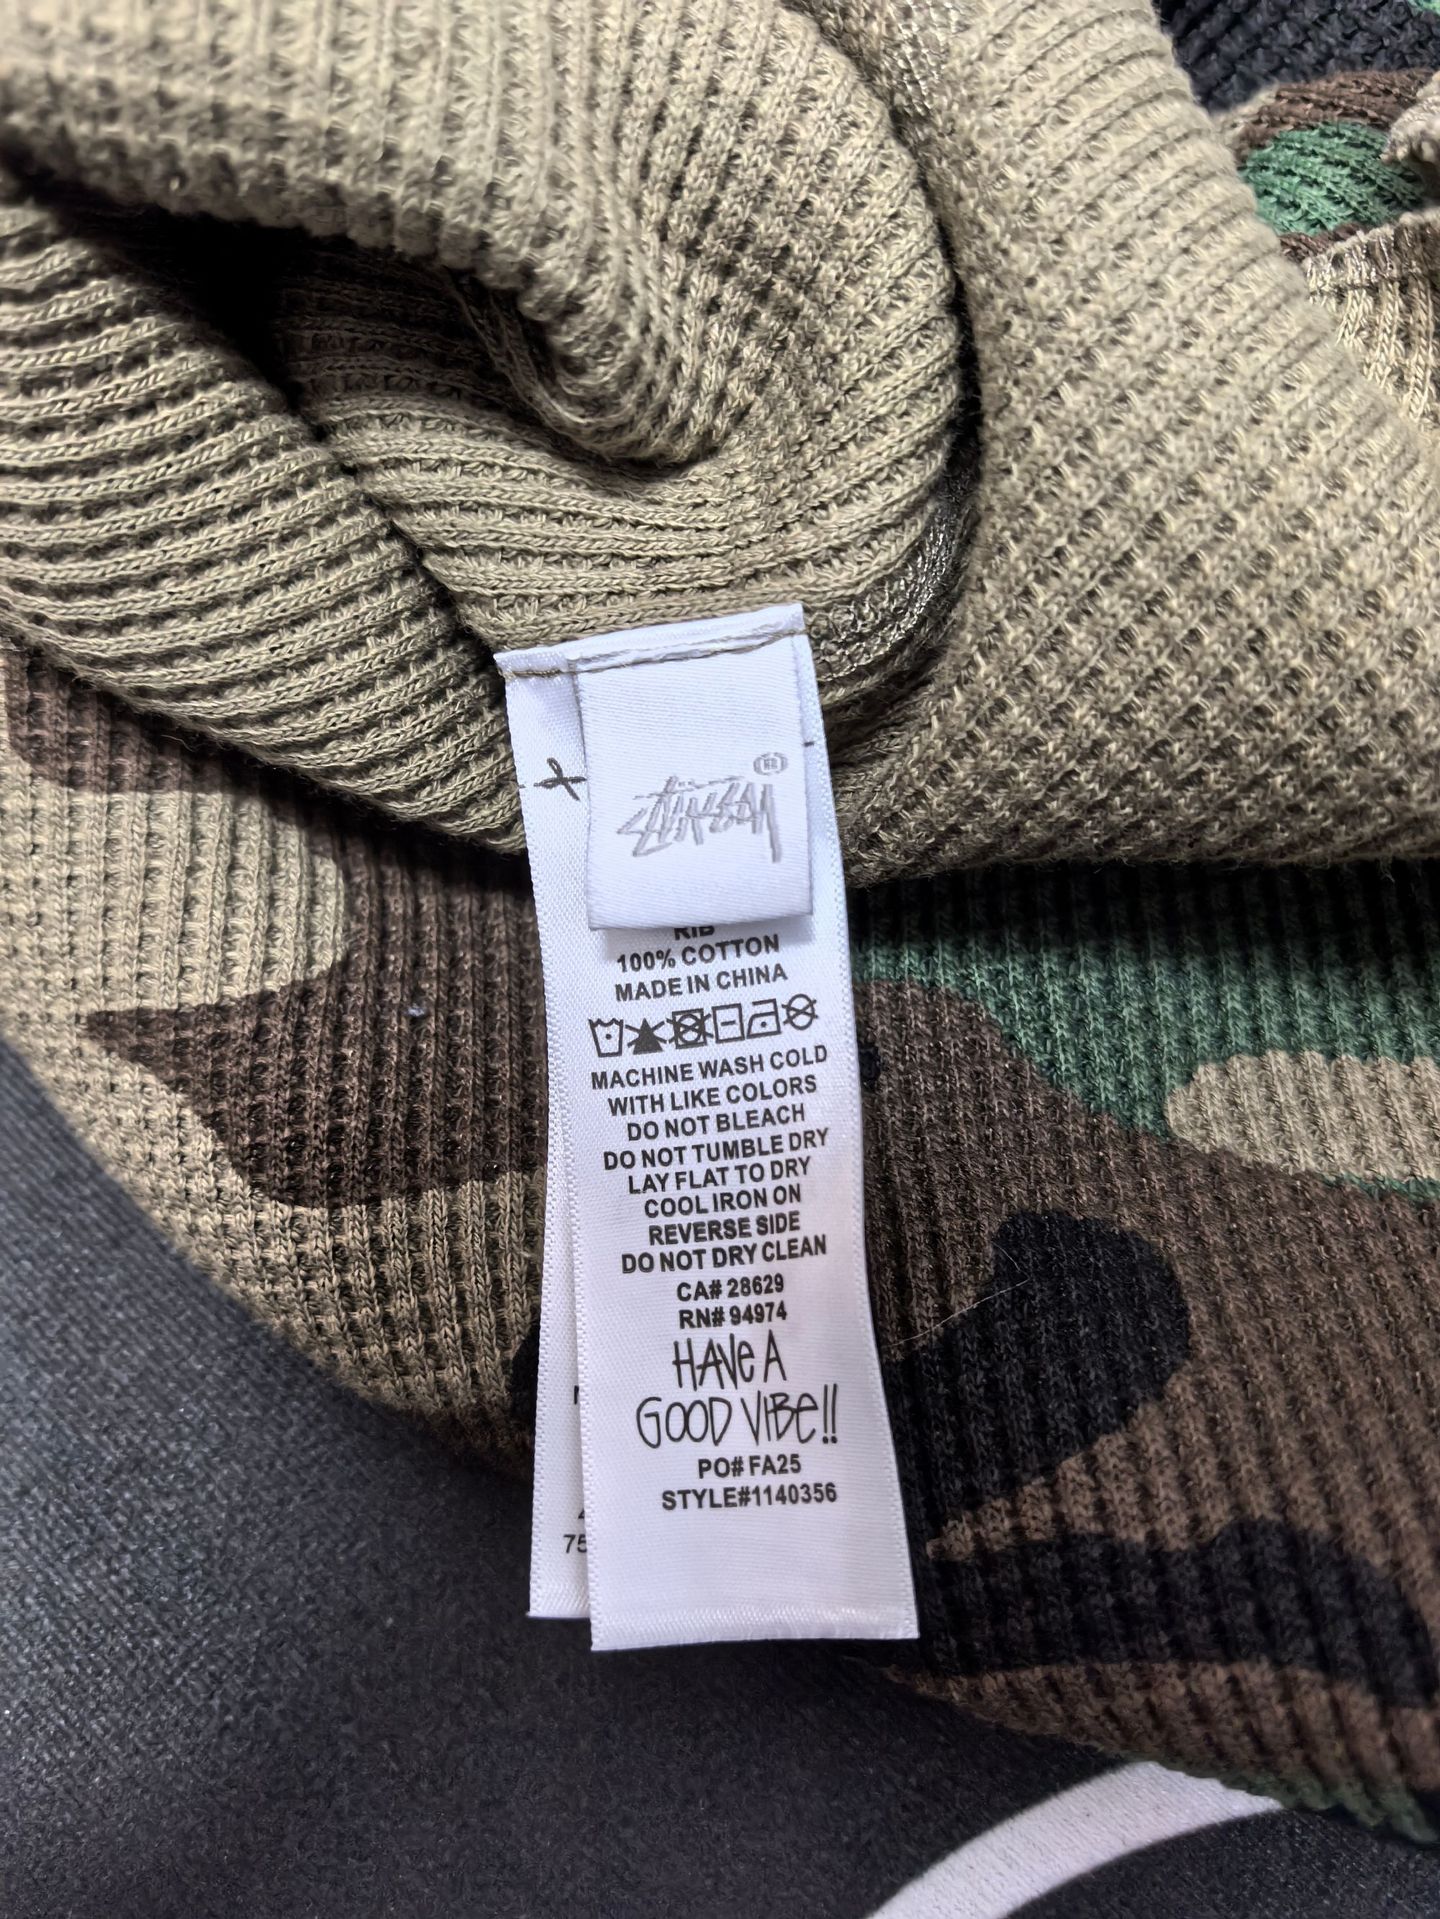 Stüssy
RIB
100% COTTON
MADE IN CHINA
MACHINE WASH COLD
WITH LIKE COLORS
DO NOT BLEACH
DO NOT TUMBLE DRY
LAY FLAT TO DRY
COOL IRON ON
REVERSE SIDE
DO NOT DRY CLEAN
CA# 28629
RN# 94974
HAVE A
GOOD VIBE!!
PO# FA25
STYLE#1140356
75